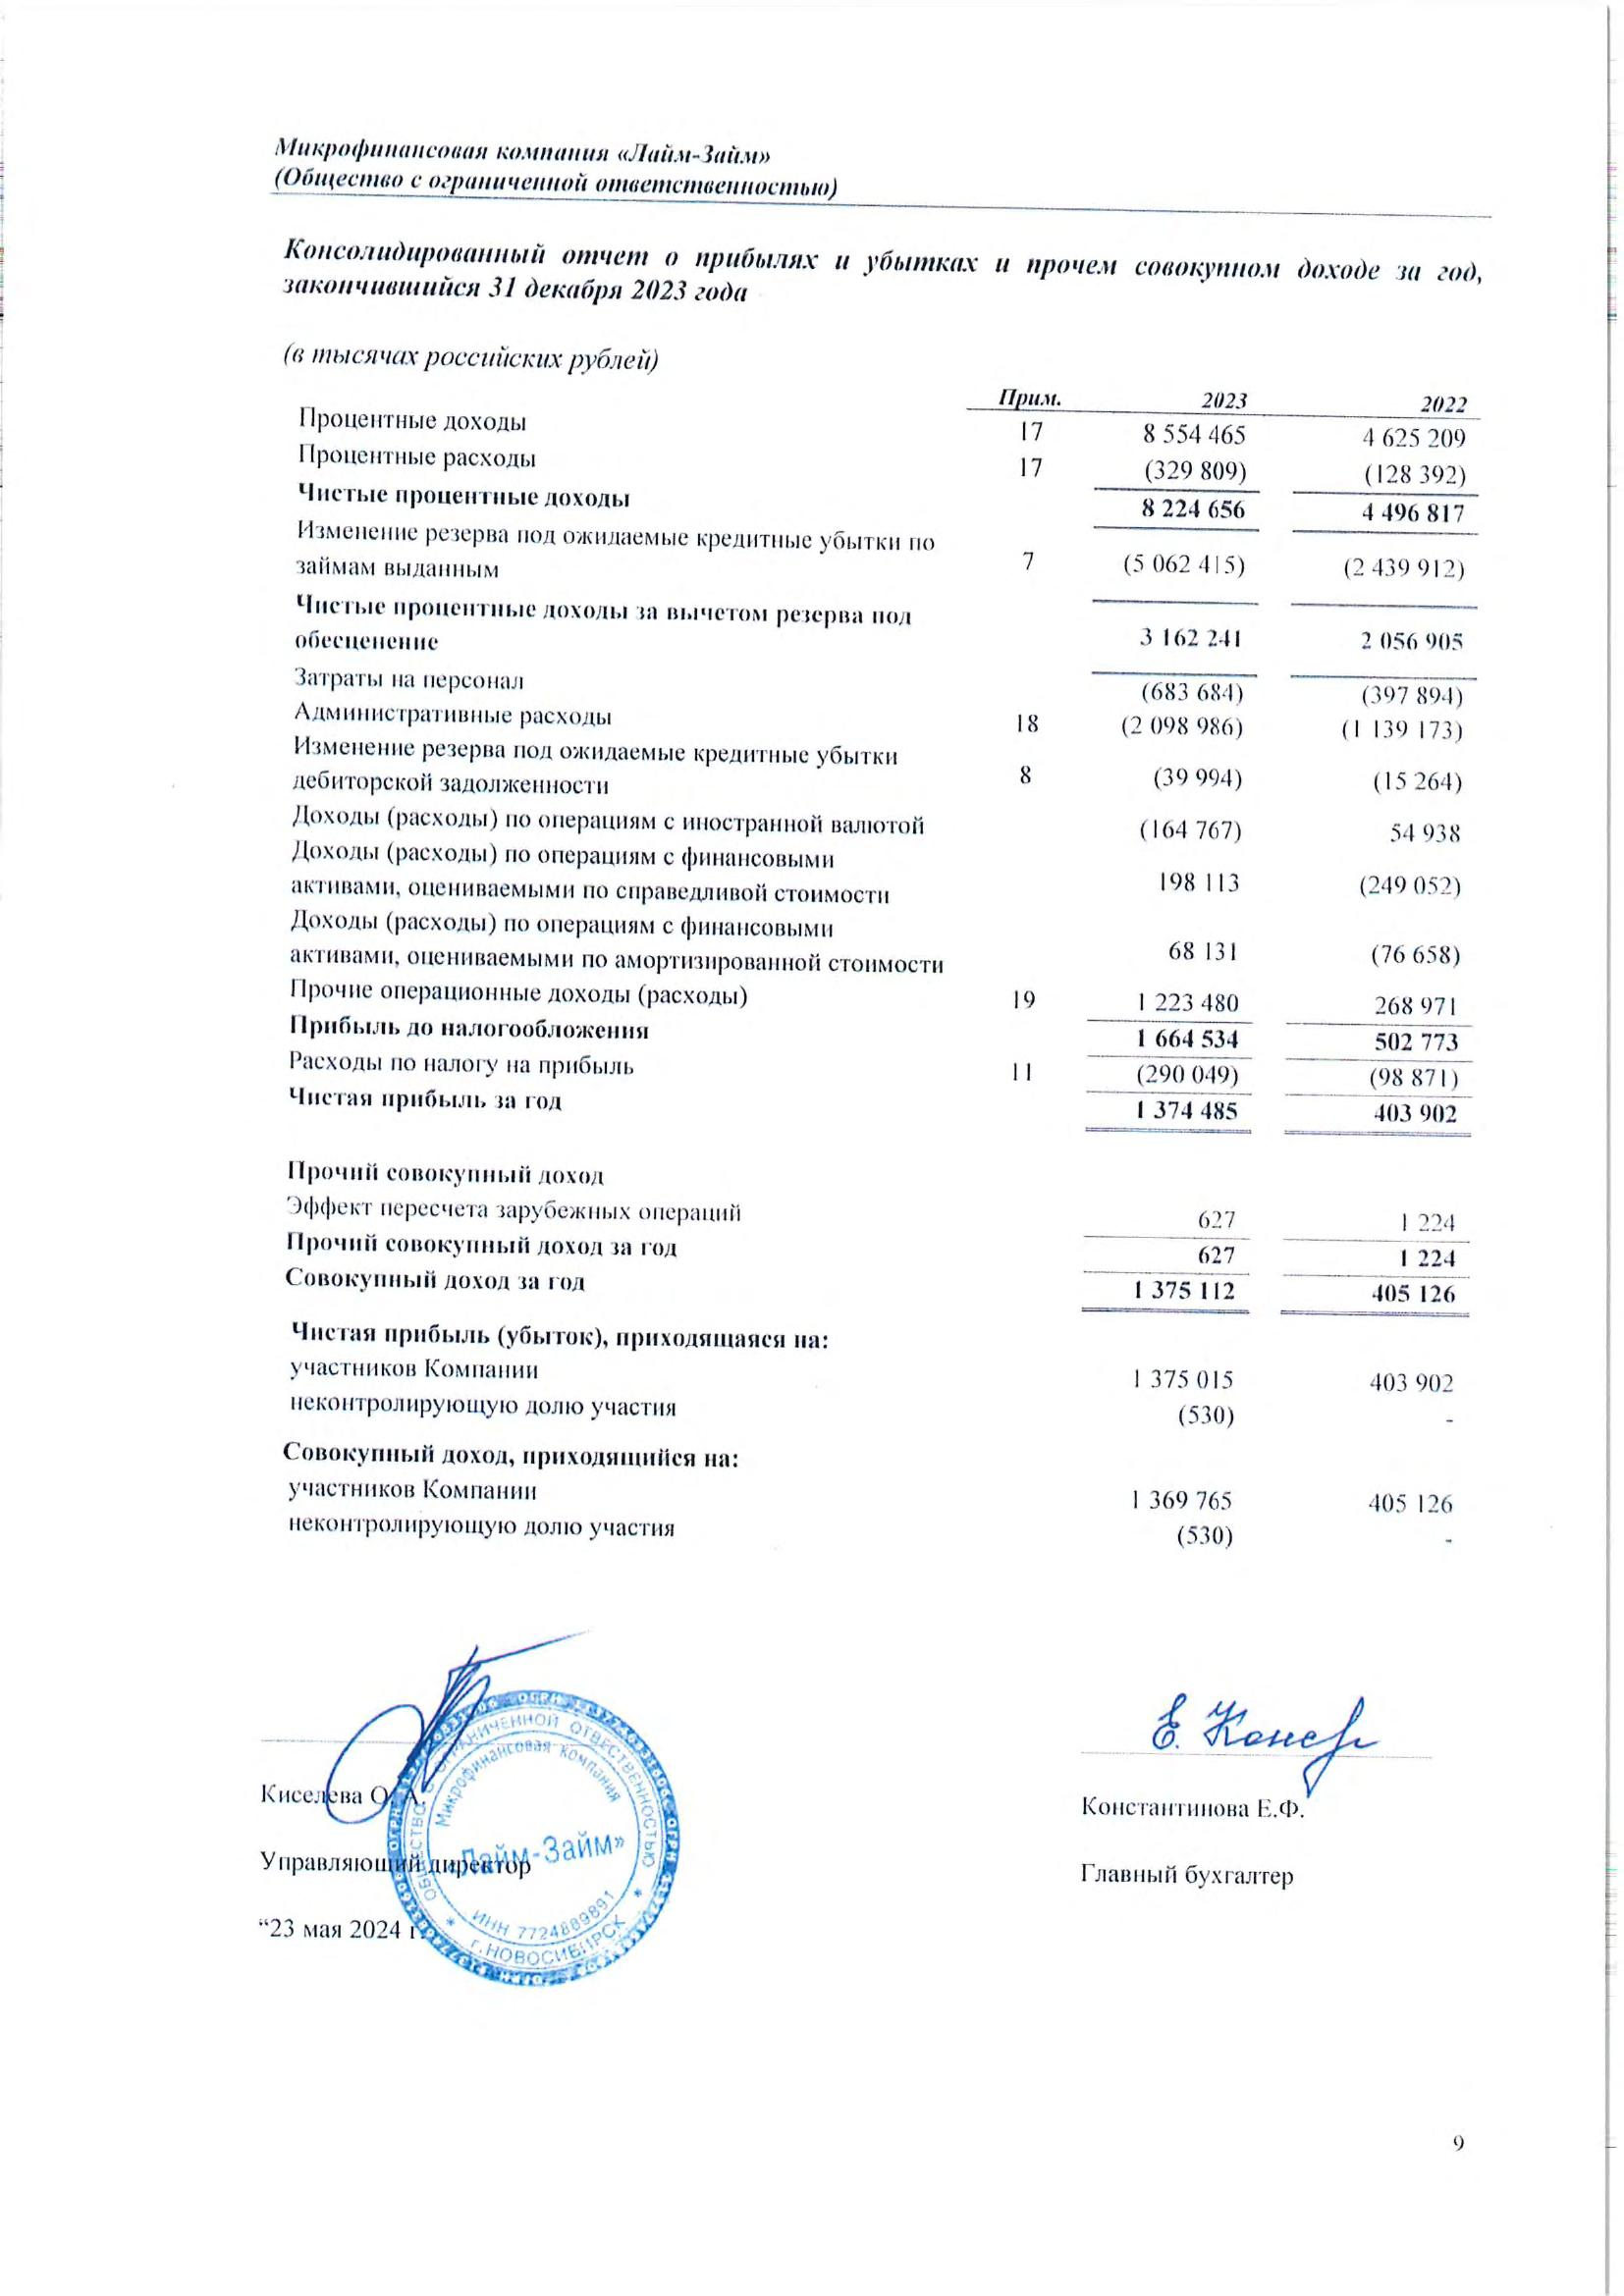 Микрофинансовая компания «Лайм-Займ»
(Общество с ограниченной ответственностью)
Консолидированный отчет о прибылях и убытках и прочем совокупном доходе за год,
закончившийся 31 декабря 2023 года
(в тысячах российских рублей)
Прим. 2023 2022
Процентные доходы 17 8 554 465 4 625 209
Процентные расходы 17 (329 809) (128 392)
Чистые процентные доходы 8 224 656 4 496 817
Изменение резерва под ожидаемые кредитные убытки по
займам выданным 7 (5 062 415) (2 439 912)
Чистые процентные доходы за вычетом резерва под
обесценение 3 162 241 2 056 905
Затраты на персонал (683 684) (397 894)
Административные расходы 18 (2 098 986) (1 139 173)
Изменение резерва под ожидаемые кредитные убытки
дебиторской задолженности 8 (39 994) (15 264)
Доходы (расходы) по операциям с иностранной валютой (164 767) 54 938
Доходы (расходы) по операциям с финансовыми
активами, оцениваемыми по справедливой стоимости 198 113 (249 052)
Доходы (расходы) по операциям с финансовыми
активами, оцениваемыми по амортизированной стоимости 68 131 (76 658)
Прочие операционные доходы (расходы) 19 1 223 480 268 971
Прибыль до налогообложения 1 664 534 502 773
Расходы по налогу на прибыль 11 (290 049) (98 871)
Чистая прибыль за год 1 374 485 403 902
Прочий совокупный доход
Эффект пересчета зарубежных операций 627 1 224
Прочий совокупный доход за год 627 1 224
Совокупный доход за год 1 375 112 405 126
Чистая прибыль (убыток), приходящаяся на:
участников Компании 1 375 015 403 902
неконтролирующую долю участия (530) -
Совокупный доход, приходящийся на:
участников Компании 1 369 765 405 126
неконтролирующую долю участия (530) -
Киселева О. А.
Константинова Е.Ф.
Управляющий директор
Главный бухгалтер
“23 мая 2024 г.
ОБЩЕСТВО С ОГРАНИЧЕННОЙ ОТВЕТСТВЕННОСТЬЮ
Микрофинансовая компания
«Лайм-Займ»
ИНН 7724889891
г.НОВОСИБИРСК
9